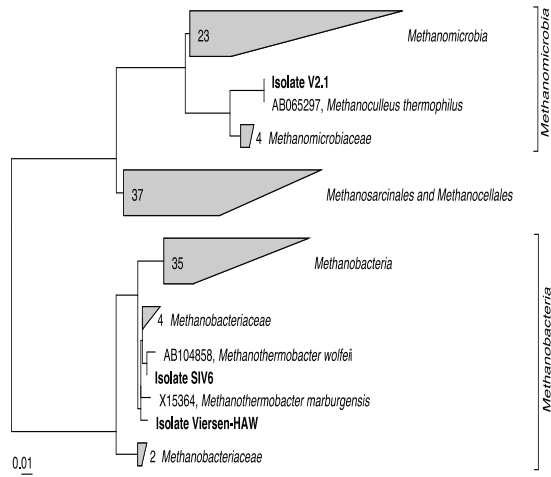 23 Methanomicrobia
Isolate V2.1
AB065297, Methanoculleus thermophilus
4 Methanomicrobiaceae
Methanomicrobia
37 Methanosarcinales and Methanocellales
35 Methanobacteria
4 Methanobacteriaceae
AB104858, Methanothermobacter wolfeii
Isolate SIV6
X15364, Methanothermobacter marburgensis
Isolate Viersen-HAW
2 Methanobacteriaceae
Methanobacteria
0.01